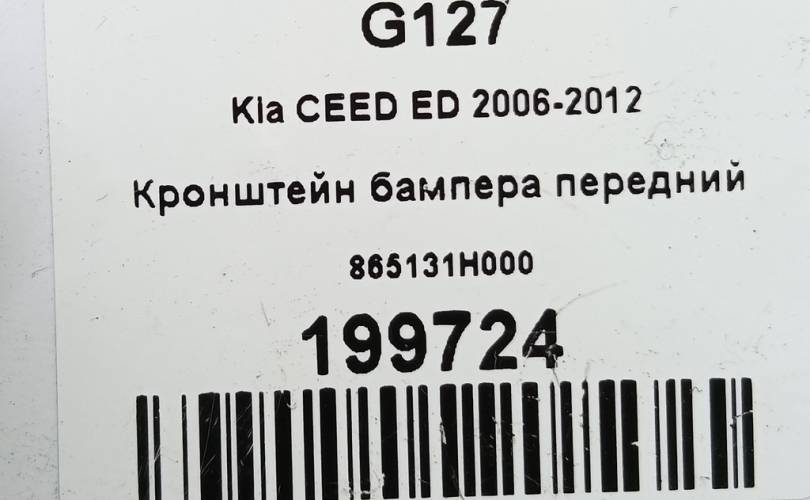 G127
Kia CEED ED 2006-2012
Кронштейн бампера передний
865131H000
199724